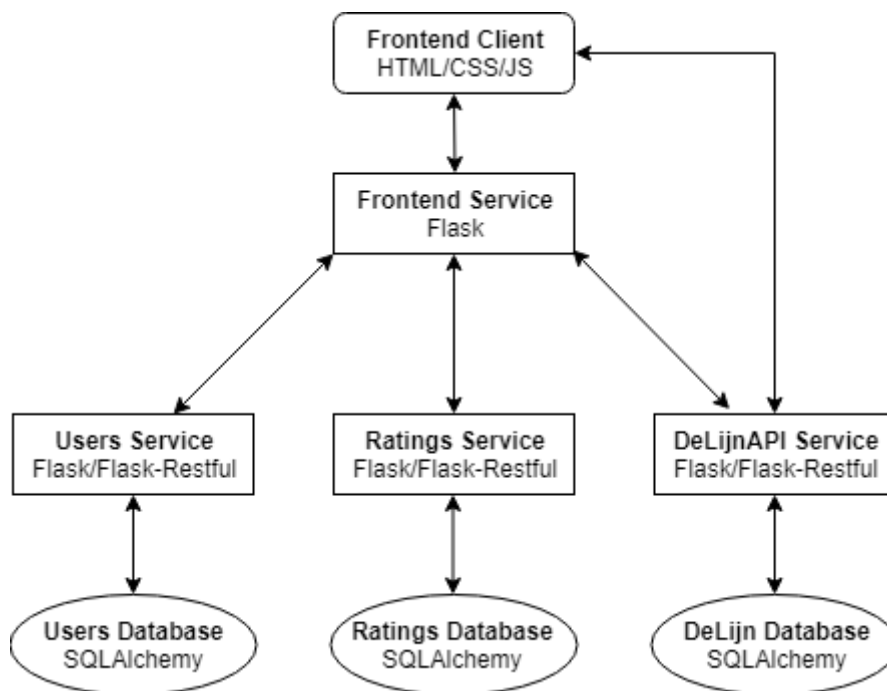 Frontend Client
HTML/CSS/JS
Frontend Service
Flask
Users Service
Flask/Flask-Restful
Ratings Service
Flask/Flask-Restful
DeLijnAPI Service
Flask/Flask-Restful
Users Database
SQLAlchemy
Ratings Database
SQLAlchemy
DeLijn Database
SQLAlchemy